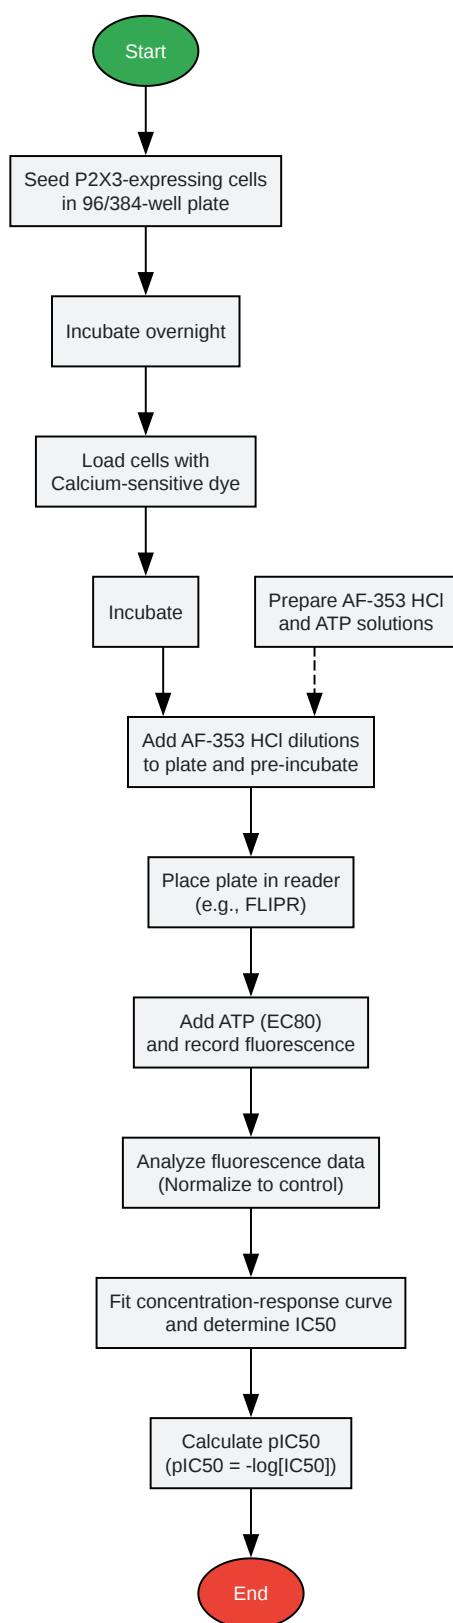 Start
Seed P2X3-expressing cells
in 96/384-well plate
Incubate overnight
Load cells with
Calcium-sensitive dye
Incubate
Prepare AF-353 HCl
and ATP solutions
Add AF-353 HCl dilutions
to plate and pre-incubate
Place plate in reader
(e.g., FLIPR)
Add ATP (EC80)
and record fluorescence
Analyze fluorescence data
(Normalize to control)
Fit concentration-response curve
and determine IC50
Calculate pIC50
(pIC50 = -log[IC50])
End